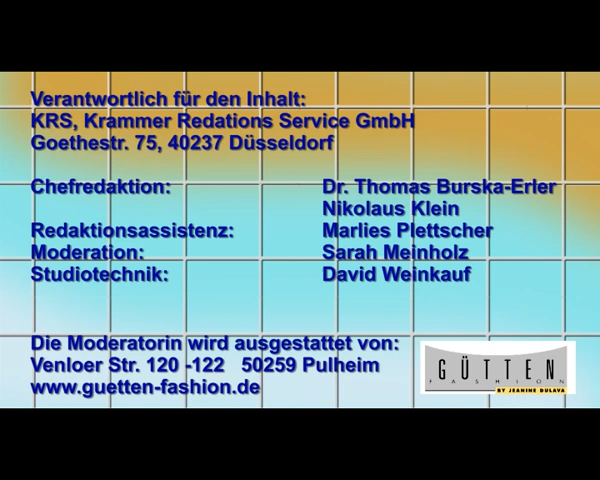 Verantwortlich für den Inhalt:
KRS, Krammer Redations Service GmbH
Goethestr. 75, 40237 Düsseldorf
Chefredaktion: Dr. Thomas Burska-Erler
Nikolaus Klein
Redaktionsassistenz: Marlies Plettscher
Moderation: Sarah Meinholz
Studiotechnik: David Weinkauf
Die Moderatorin wird ausgestattet von:
Venloer Str. 120 -122 50259 Pulheim
www.guetten-fashion.de
GÜTTEN
FASHION
BY JEANINE DULAVA